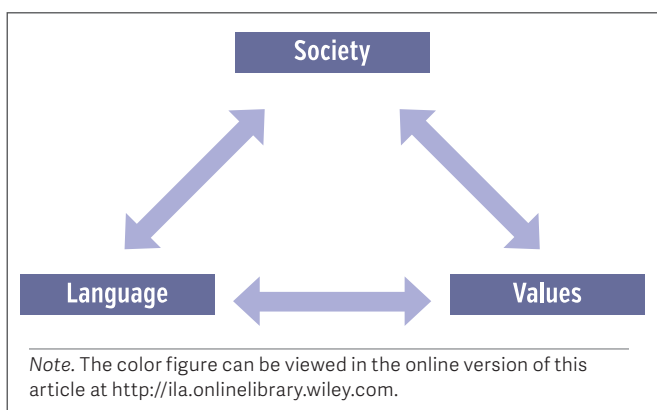 Society
Language
Values
Note. The color figure can be viewed in the online version of this
article at http://ila.onlinelibrary.wiley.com.